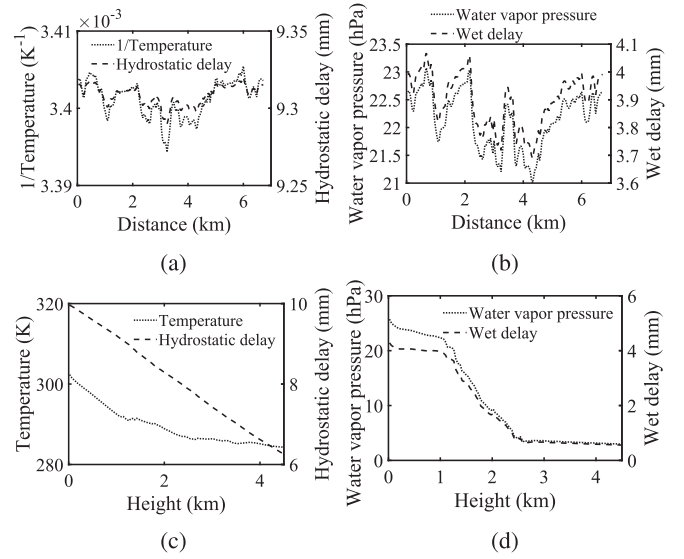 ×10⁻³
3.41
3.4
3.39
1/Temperature (K⁻¹)
1/Temperature
Hydrostatic delay
9.35
9.3
9.25
Hydrostatic delay (mm)
0 2 4 6
Distance (km)
(a)
Water vapor pressure
Wet delay
23.5
23
22.5
22
21.5
21
Water vapor pressure (hPa)
4.1
4
3.9
3.8
3.7
3.6
Wet delay (mm)
0 2 4 6
Distance (km)
(b)
320
300
280
Temperature (K)
Temperature
Hydrostatic delay
10
8
6
Hydrostatic delay (mm)
0 2 4
Height (km)
(c)
30
20
10
0
Water vapor pressure (hPa)
Water vapor pressure
Wet delay
6
4
2
0
Wet delay (mm)
0 1 2 3 4
Height (km)
(d)